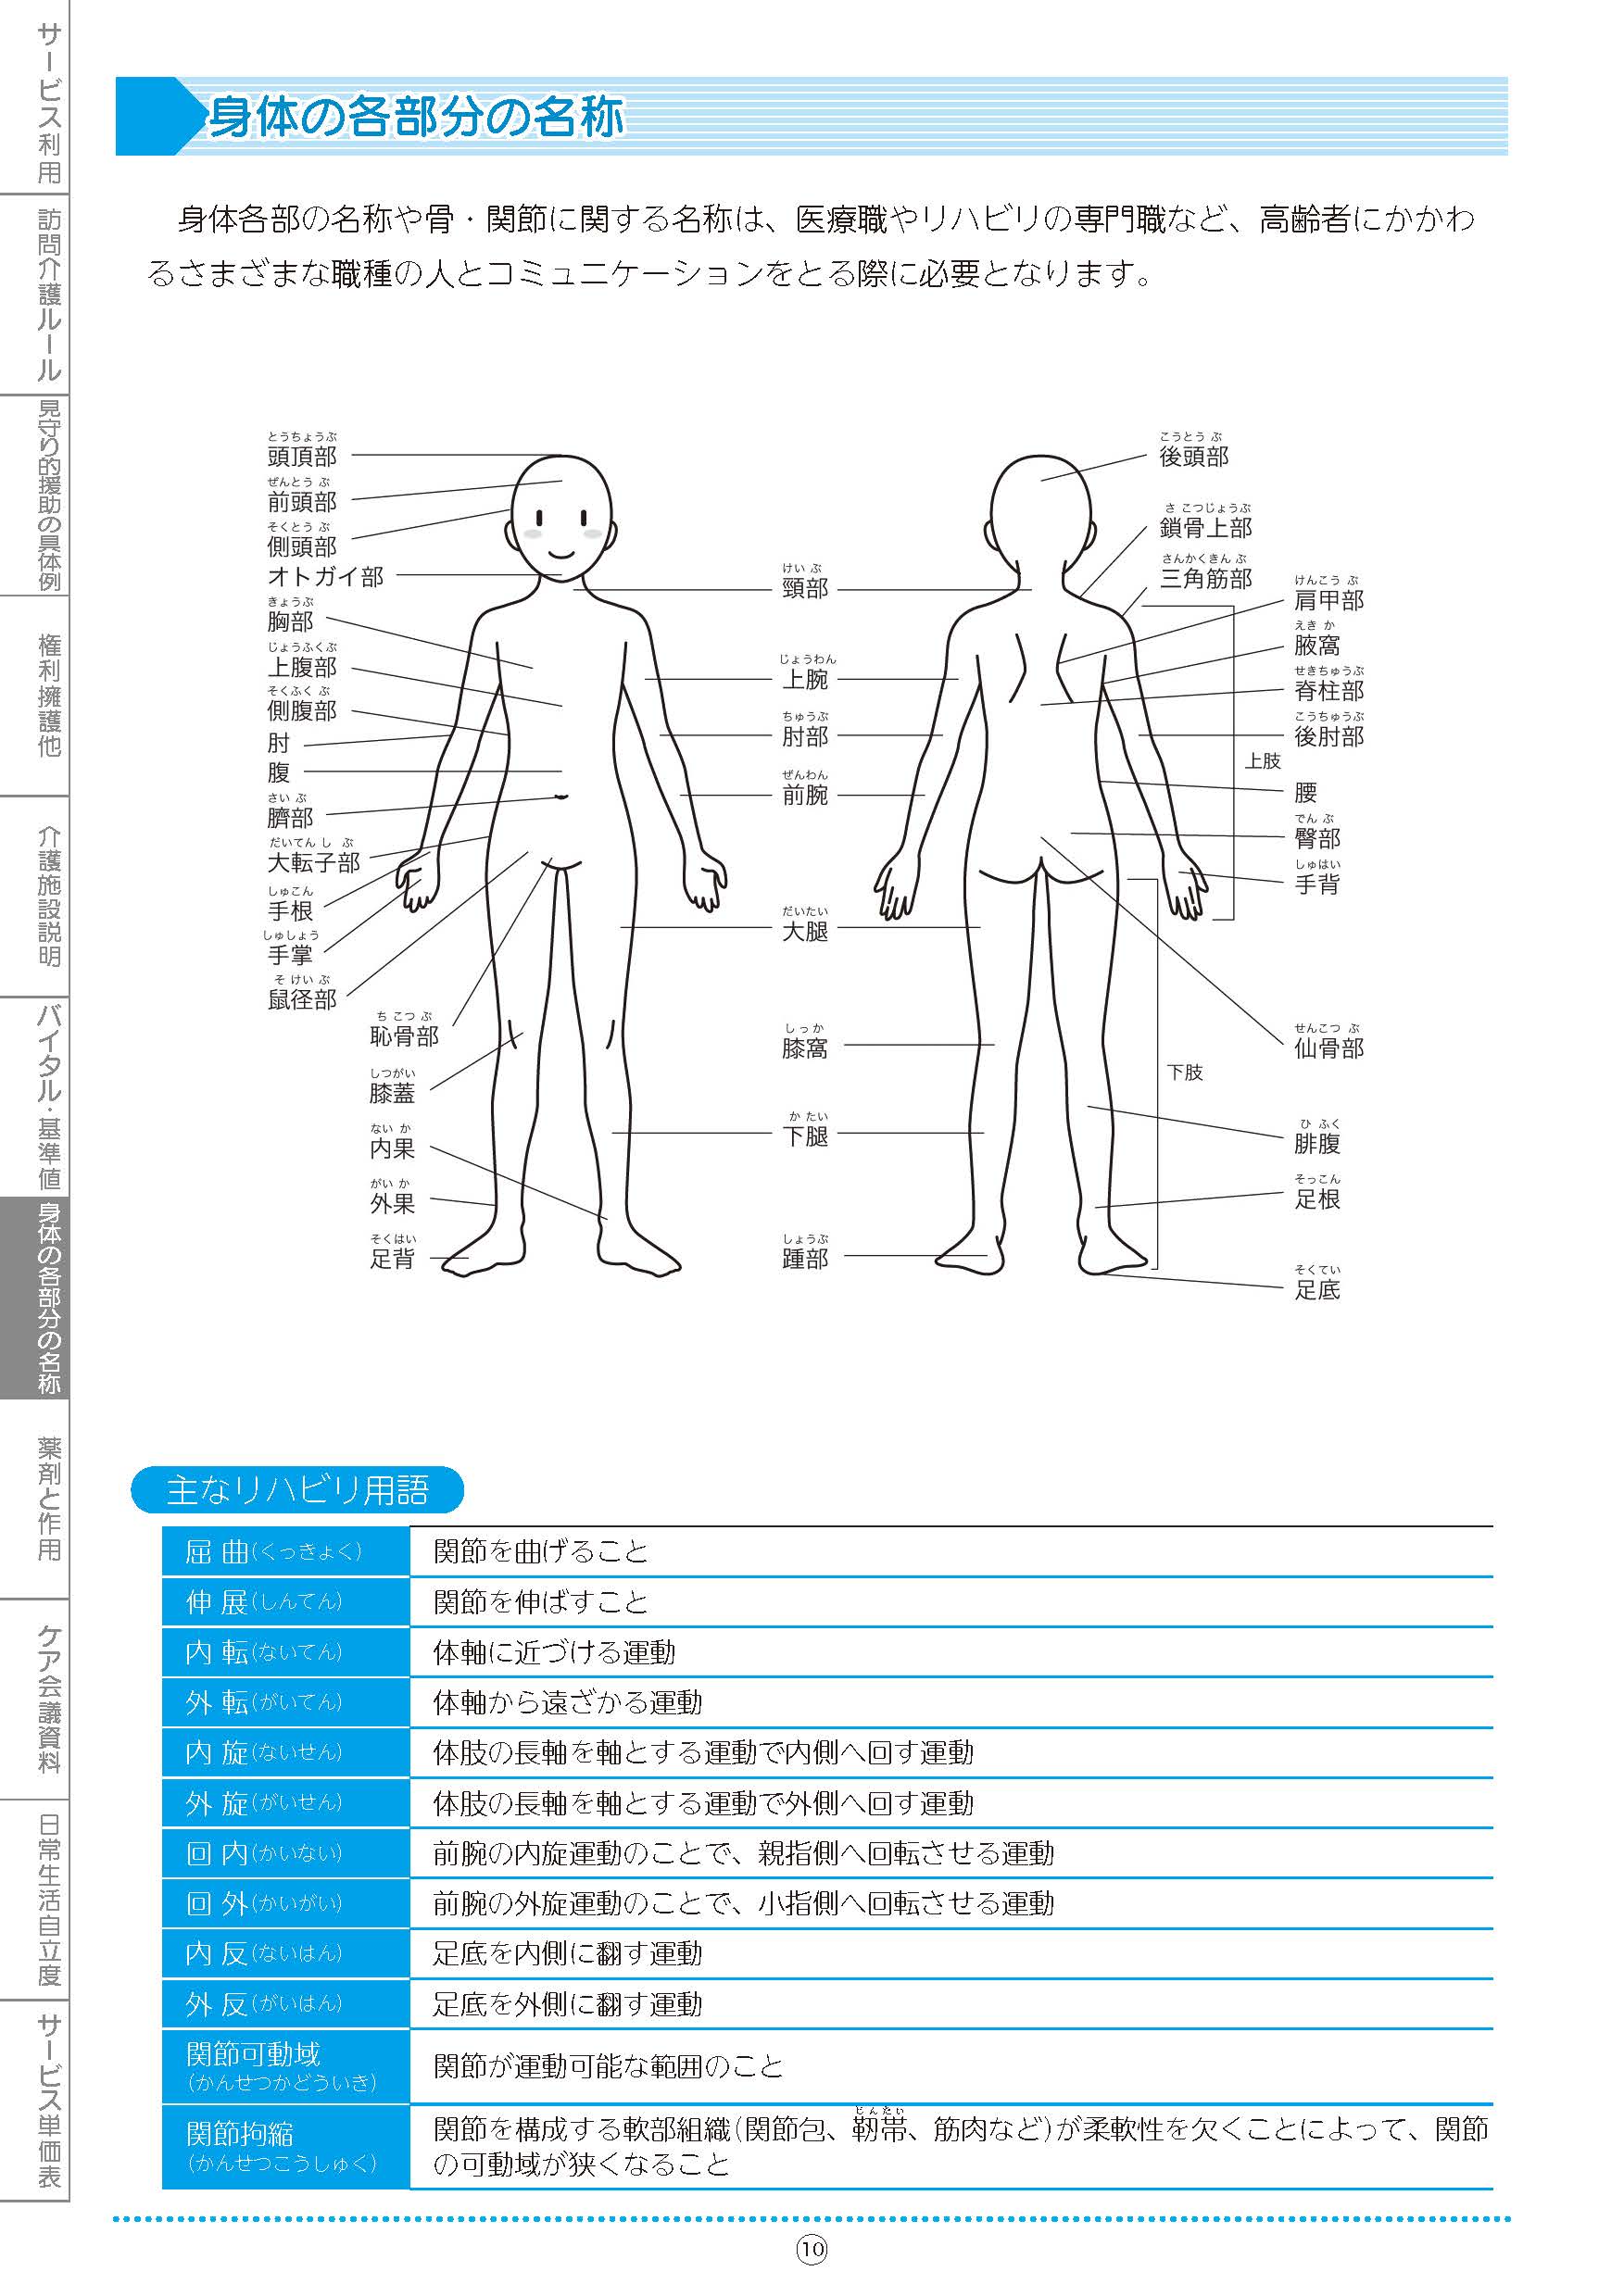 サービス利用
訪問介護ルール
見守り的援助の具体例
権利擁護他
介護施設説明
バイタル・基準値
身体の各部分の名称
薬剤と作用
ケア会議資料
日常生活自立度
サービス単価表
身体の各部分の名称
身体各部の名称や骨・関節に関する名称は、医療職やリハビリの専門職など、高齢者にかかわ
るさまざまな職種の人とコミュニケーションをとる際に必要となります。
とうちょうぶ
頭頂部
ぜんとう ぶ
前頭部
そくとう ぶ
側頭部
オトガイ部
きょうぶ
胸部
じょうふくぶ
上腹部
そくふく ぶ
側腹部
肘
腹
さい ぶ
臍部
だいてん し ぶ
大転子部
しゅこん
手根
しゅしょう
手掌
そ けい ぶ
鼠径部
ち こつ ぶ
恥骨部
しつがい
膝蓋
ない か
内果
がい か
外果
そくはい
足背
けい ぶ
頸部
じょうわん
上腕
ちゅうぶ
肘部
ぜんわん
前腕
だいたい
大腿
しっか
膝窩
か たい
下腿
しょうぶ
踵部
こうとう ぶ
後頭部
さ こつじょうぶ
鎖骨上部
さんかくきん ぶ
三角筋部
けんこう ぶ
肩甲部
えき か
腋窩
せきちゅうぶ
脊柱部
こうちゅうぶ
後肘部
上肢
腰
でん ぶ
臀部
しゅはい
手背
せんこつ ぶ
仙骨部
下肢
ひ ふく
腓腹
そっこん
足根
そくてい
足底
主なリハビリ用語
屈 曲(くっきょく) 関節を曲げること
伸 展(しんてん) 関節を伸ばすこと
内 転(ないてん) 体軸に近づける運動
外 転(がいてん) 体軸から遠ざかる運動
内 旋(ないせん) 体肢の長軸を軸とする運動で内側へ回す運動
外 旋(がいせん) 体肢の長軸を軸とする運動で外側へ回す運動
回 内(かいない) 前腕の内旋運動のことで、親指側へ回転させる運動
回 外(かいがい) 前腕の外旋運動のことで、小指側へ回転させる運動
内 反(ないはん) 足底を内側に翻す運動
外 反(がいはん) 足底を外側に翻す運動
関節可動域
(かんせつかどういき)
関節が運動可能な範囲のこと
関節拘縮
(かんせつこうしゅく)
じんたい
関節を構成する軟部組織(関節包、靭帯、筋肉など)が柔軟性を欠くことによって、関節
の可動域が狭くなること
10